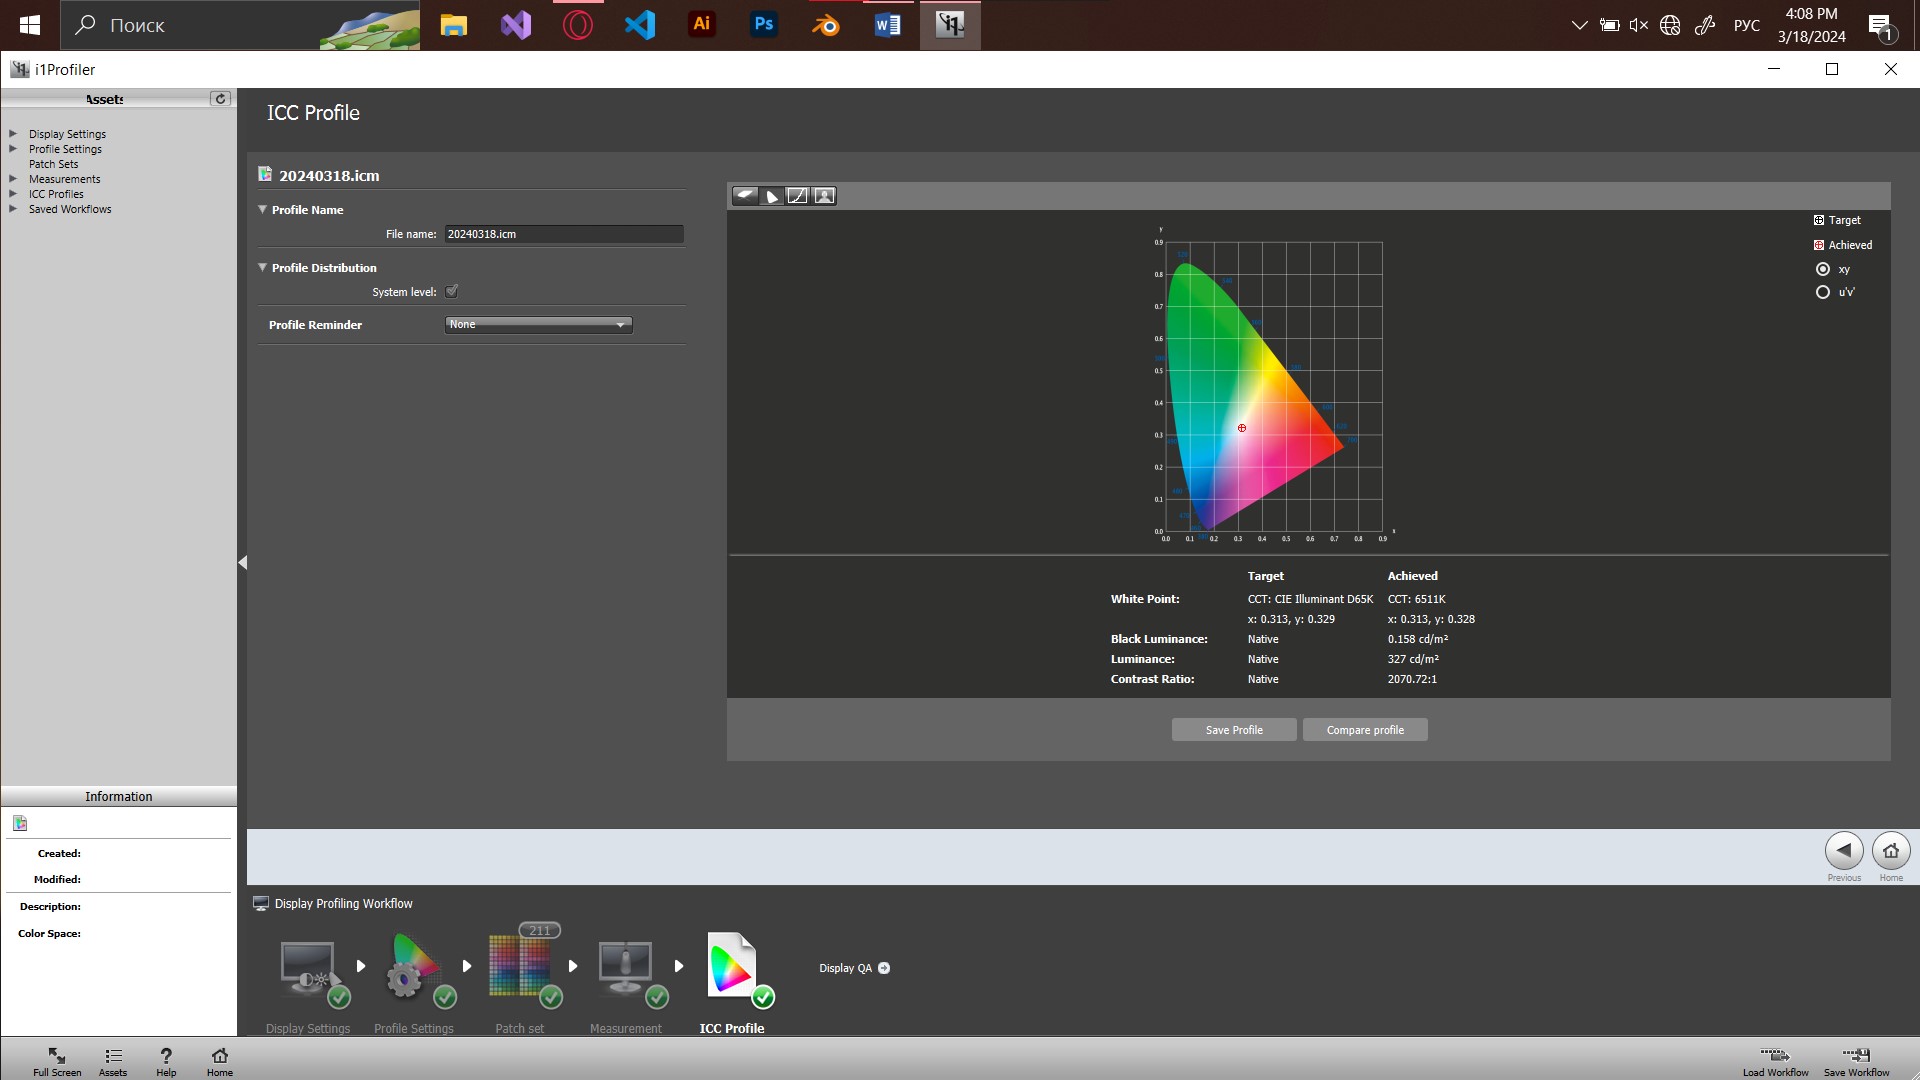 Поиск
Ai
Ps
РУС
4:08 PM
3/18/2024
1
i1Profiler
Assets
Display Settings
Profile Settings
Patch Sets
Measurements
ICC Profiles
Saved Workflows
ICC Profile
20240318.icm
Profile Name
File name: 20240318.icm
Profile Distribution
System level:
Profile Reminder None
Target
Achieved
xy
u'v'
y
0.9
0.8
0.7
0.6
0.5
0.4
0.3
0.2
0.1
0.0
0.0 0.1 0.2 0.3 0.4 0.5 0.6 0.7 0.8 0.9
x
520
540
Target Achieved
White Point: CCT: CIE Illuminant D65K CCT: 6511K
x: 0.313, y: 0.329 x: 0.313, y: 0.328
Black Luminance: Native 0.158 cd/m²
Luminance: Native 327 cd/m²
Contrast Ratio: Native 2070.72:1
Save Profile Compare profile
Information
Created:
Modified:
Description:
Color Space:
Previous Home
Display Profiling Workflow
211
Display QA
Display Settings Profile Settings Patch set Measurement ICC Profile
Full Screen Assets Help Home
Load Workflow Save Workflow